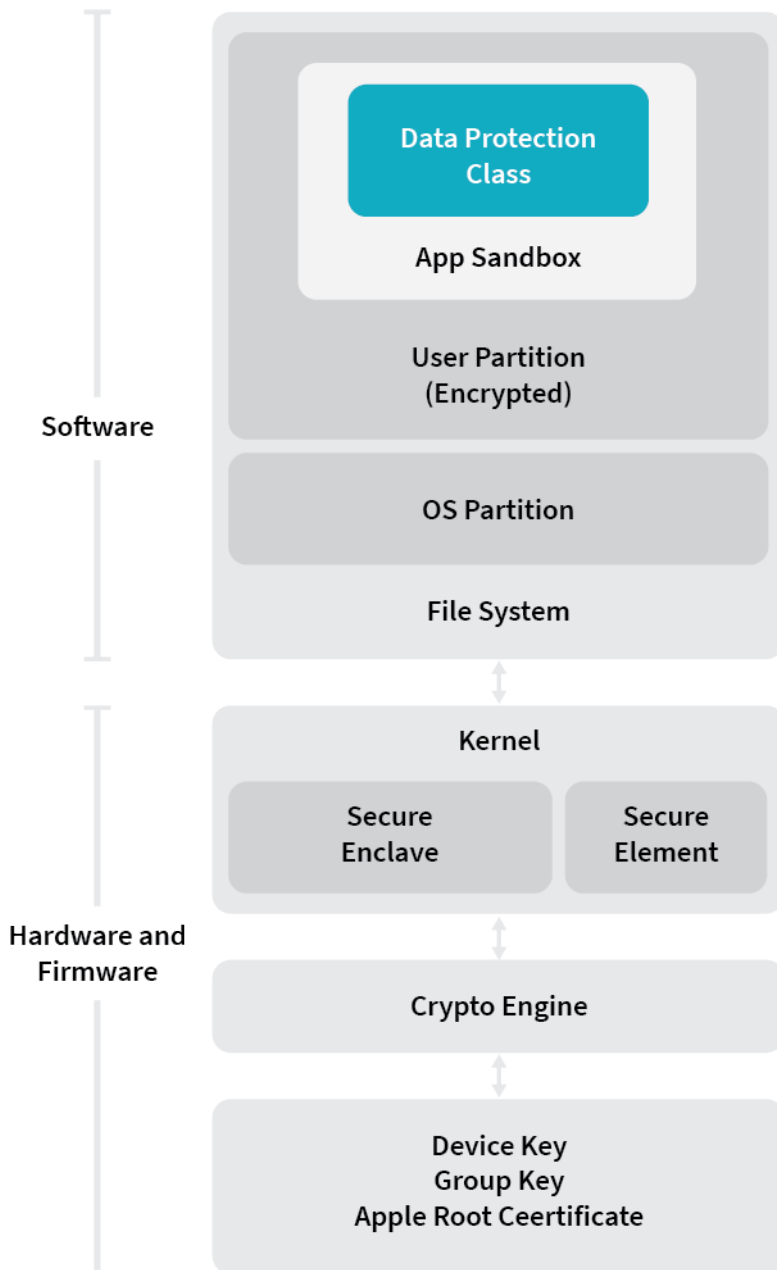 Data Protection
Class
App Sandbox
User Partition
(Encrypted)
Software
OS Partition
File System
Kernel
Secure
Enclave
Secure
Element
Hardware and
Firmware
Crypto Engine
Device Key
Group Key
Apple Root Ceertificate